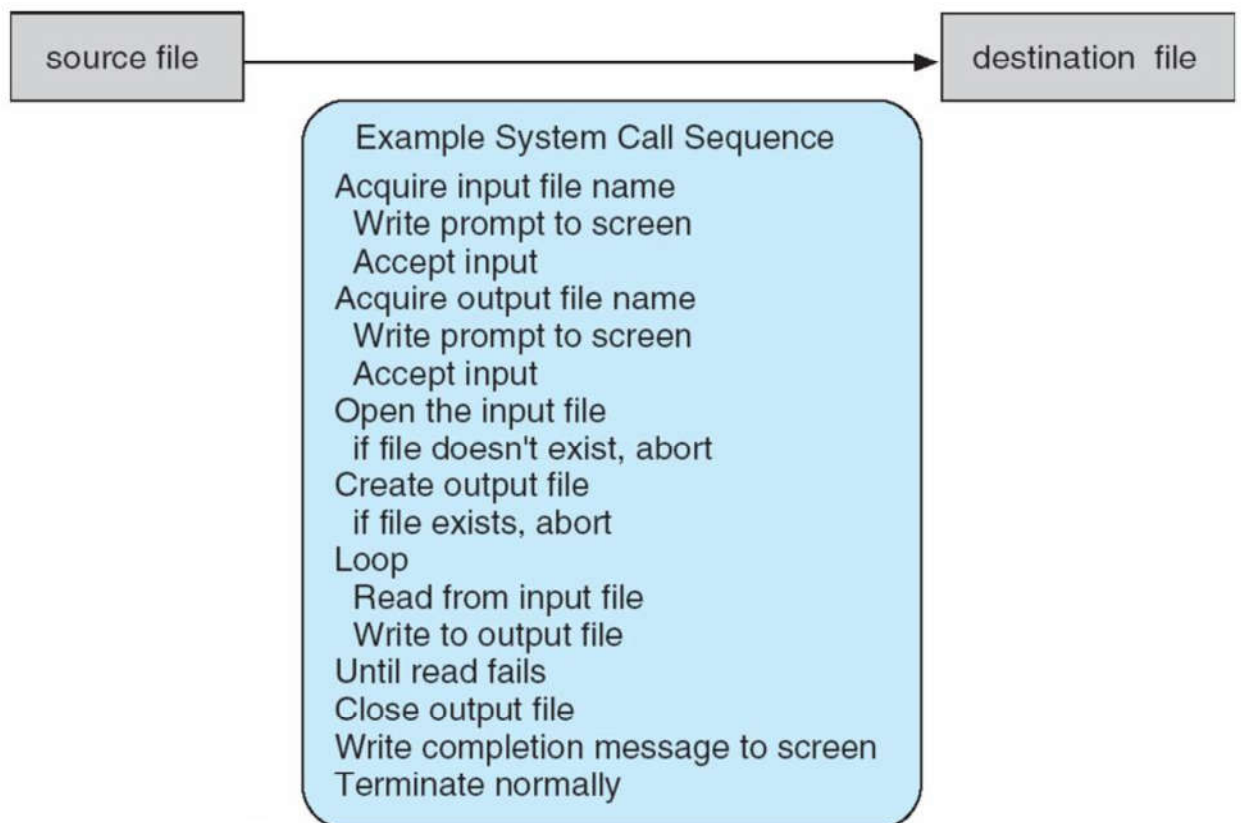 source file
destination file
Example System Call Sequence
Acquire input file name
Write prompt to screen
Accept input
Acquire output file name
Write prompt to screen
Accept input
Open the input file
if file doesn't exist, abort
Create output file
if file exists, abort
Loop
Read from input file
Write to output file
Until read fails
Close output file
Write completion message to screen
Terminate normally